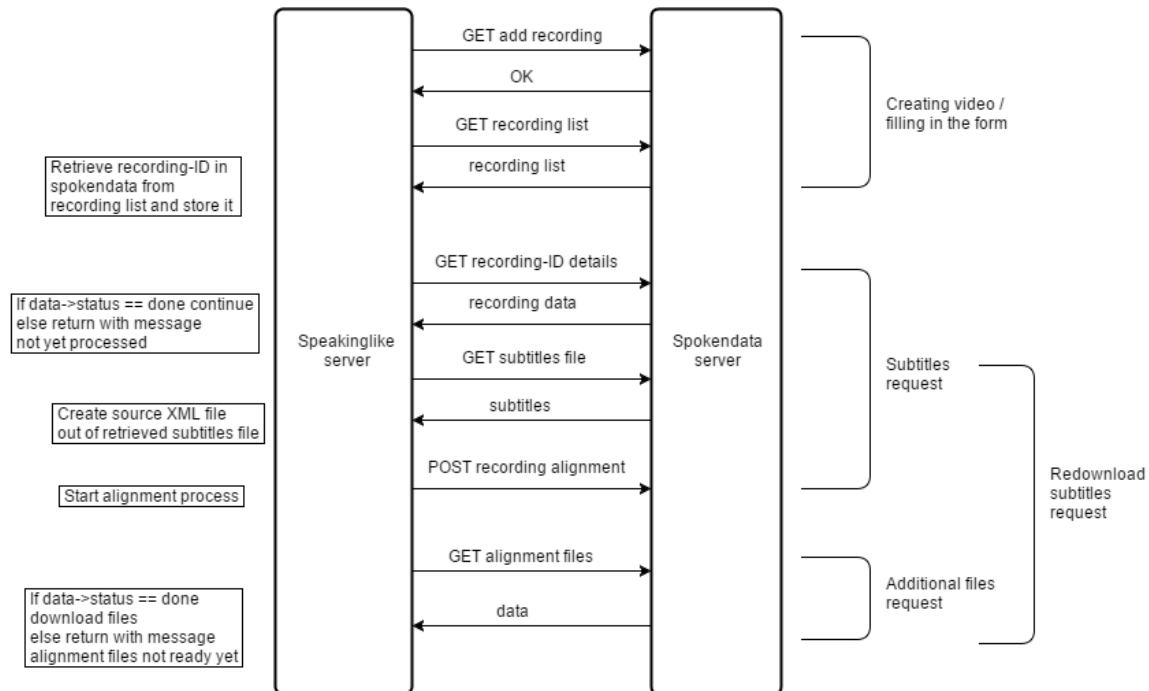 GET add recording
OK
GET recording list
recording list
Creating video /
filling in the form
Retrieve recording-ID in
spokendata from
recording list and store it
GET recording-ID details
recording data
GET subtitles file
subtitles
POST recording alignment
If data->status == done continue
else return with message
not yet processed
Speakinglike
server
Spokendata
server
Subtitles
request
Create source XML file
out of retrieved subtitles file
Start alignment process
Redownload
subtitles
request
GET alignment files
data
Additional files
request
If data->status == done
download files
else return with message
alignment files not ready yet